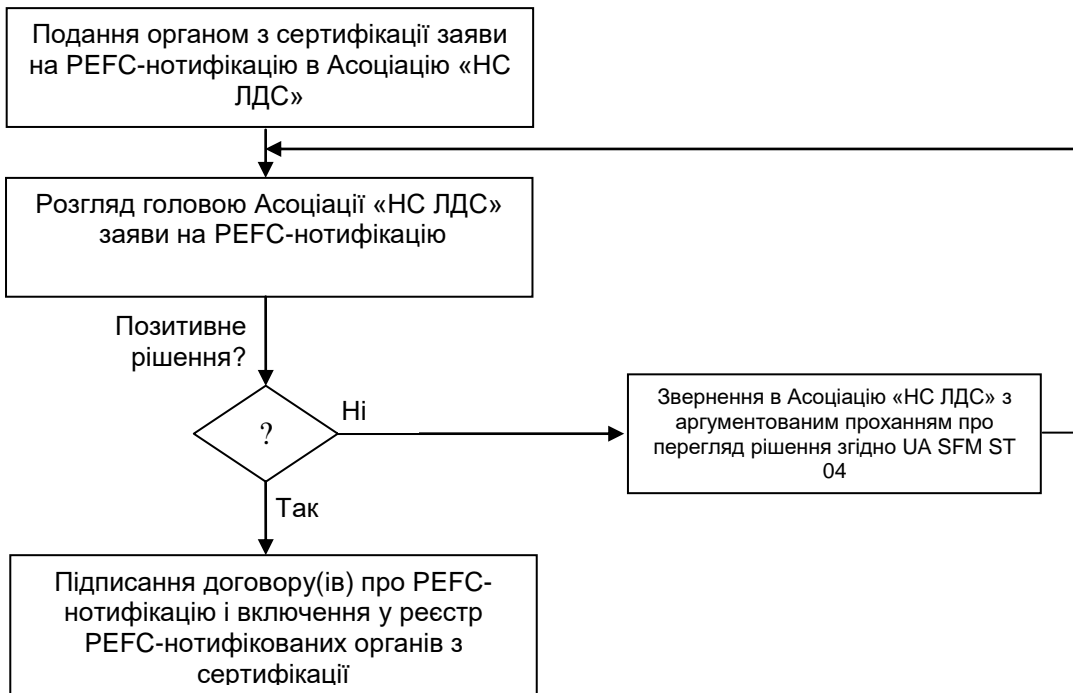 Подання органом з сертифікації заяви
на PEFC-нотифікацію в Асоціацію «НС
ЛДС»
Розгляд головою Асоціації «НС ЛДС»
заяви на PEFC-нотифікацію
Позитивне
рішення?
?
Ні
Звернення в Асоціацію «НС ЛДС» з
аргументованим проханням про
перегляд рішення згідно UA SFM ST
04
Так
Підписання договору(ів) про PEFC-
нотифікацію і включення у реєстр
PEFC-нотифікованих органів з
сертифікації